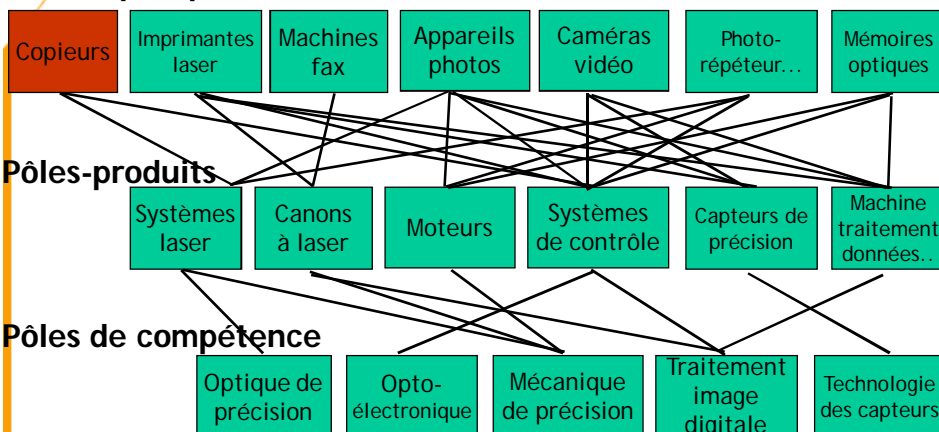 Copieurs
Imprimantes
laser
Machines
fax
Appareils
photos
Caméras
vidéo
Photo-
répéteur...
Mémoires
optiques
Pôles-produits
Systèmes
laser
Canons
à laser
Moteurs
Systèmes
de contrôle
Capteurs de
précision
Machine
traitement
données..
Pôles de compétence
Optique de
précision
Opto-
électronique
Mécanique
de précision
Traitement
image
digitale
Technologie
des capteurs